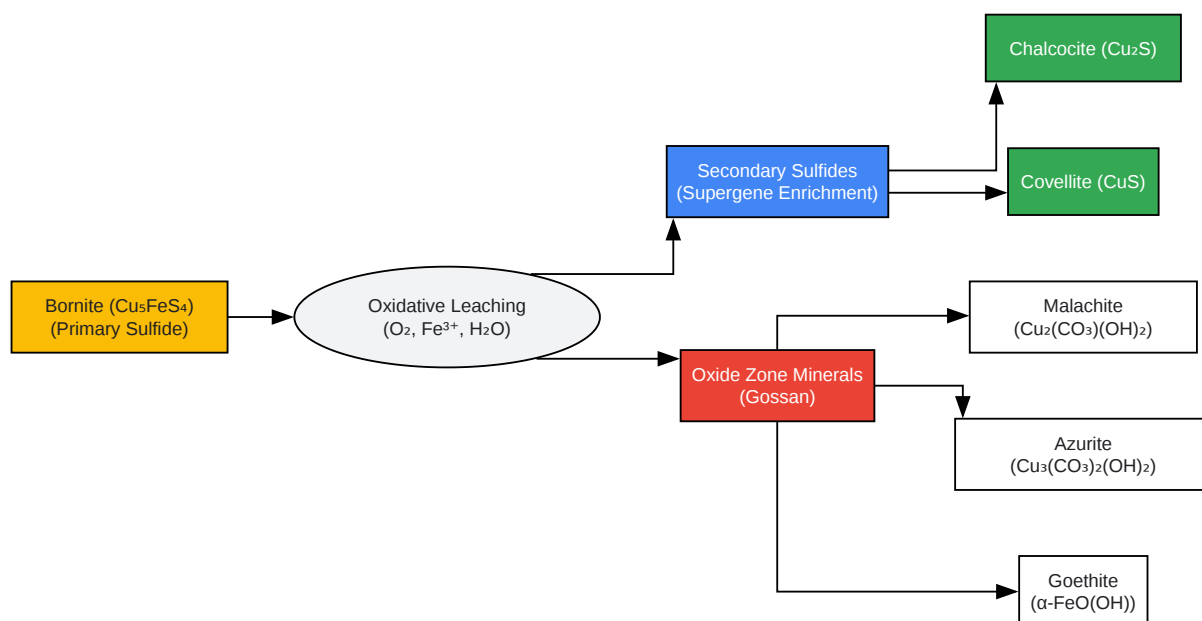 Chalcocite (Cu₂S)
Secondary Sulfides
(Supergene Enrichment)
Covellite (CuS)
Bornite (Cu₅FeS₄)
(Primary Sulfide)
Oxidative Leaching
(O₂, Fe³⁺, H₂O)
Malachite
(Cu₂(CO₃)(OH)₂)
Oxide Zone Minerals
(Gossan)
Azurite
(Cu₃(CO₃)₂(OH)₂)
Goethite
(α-FeO(OH))